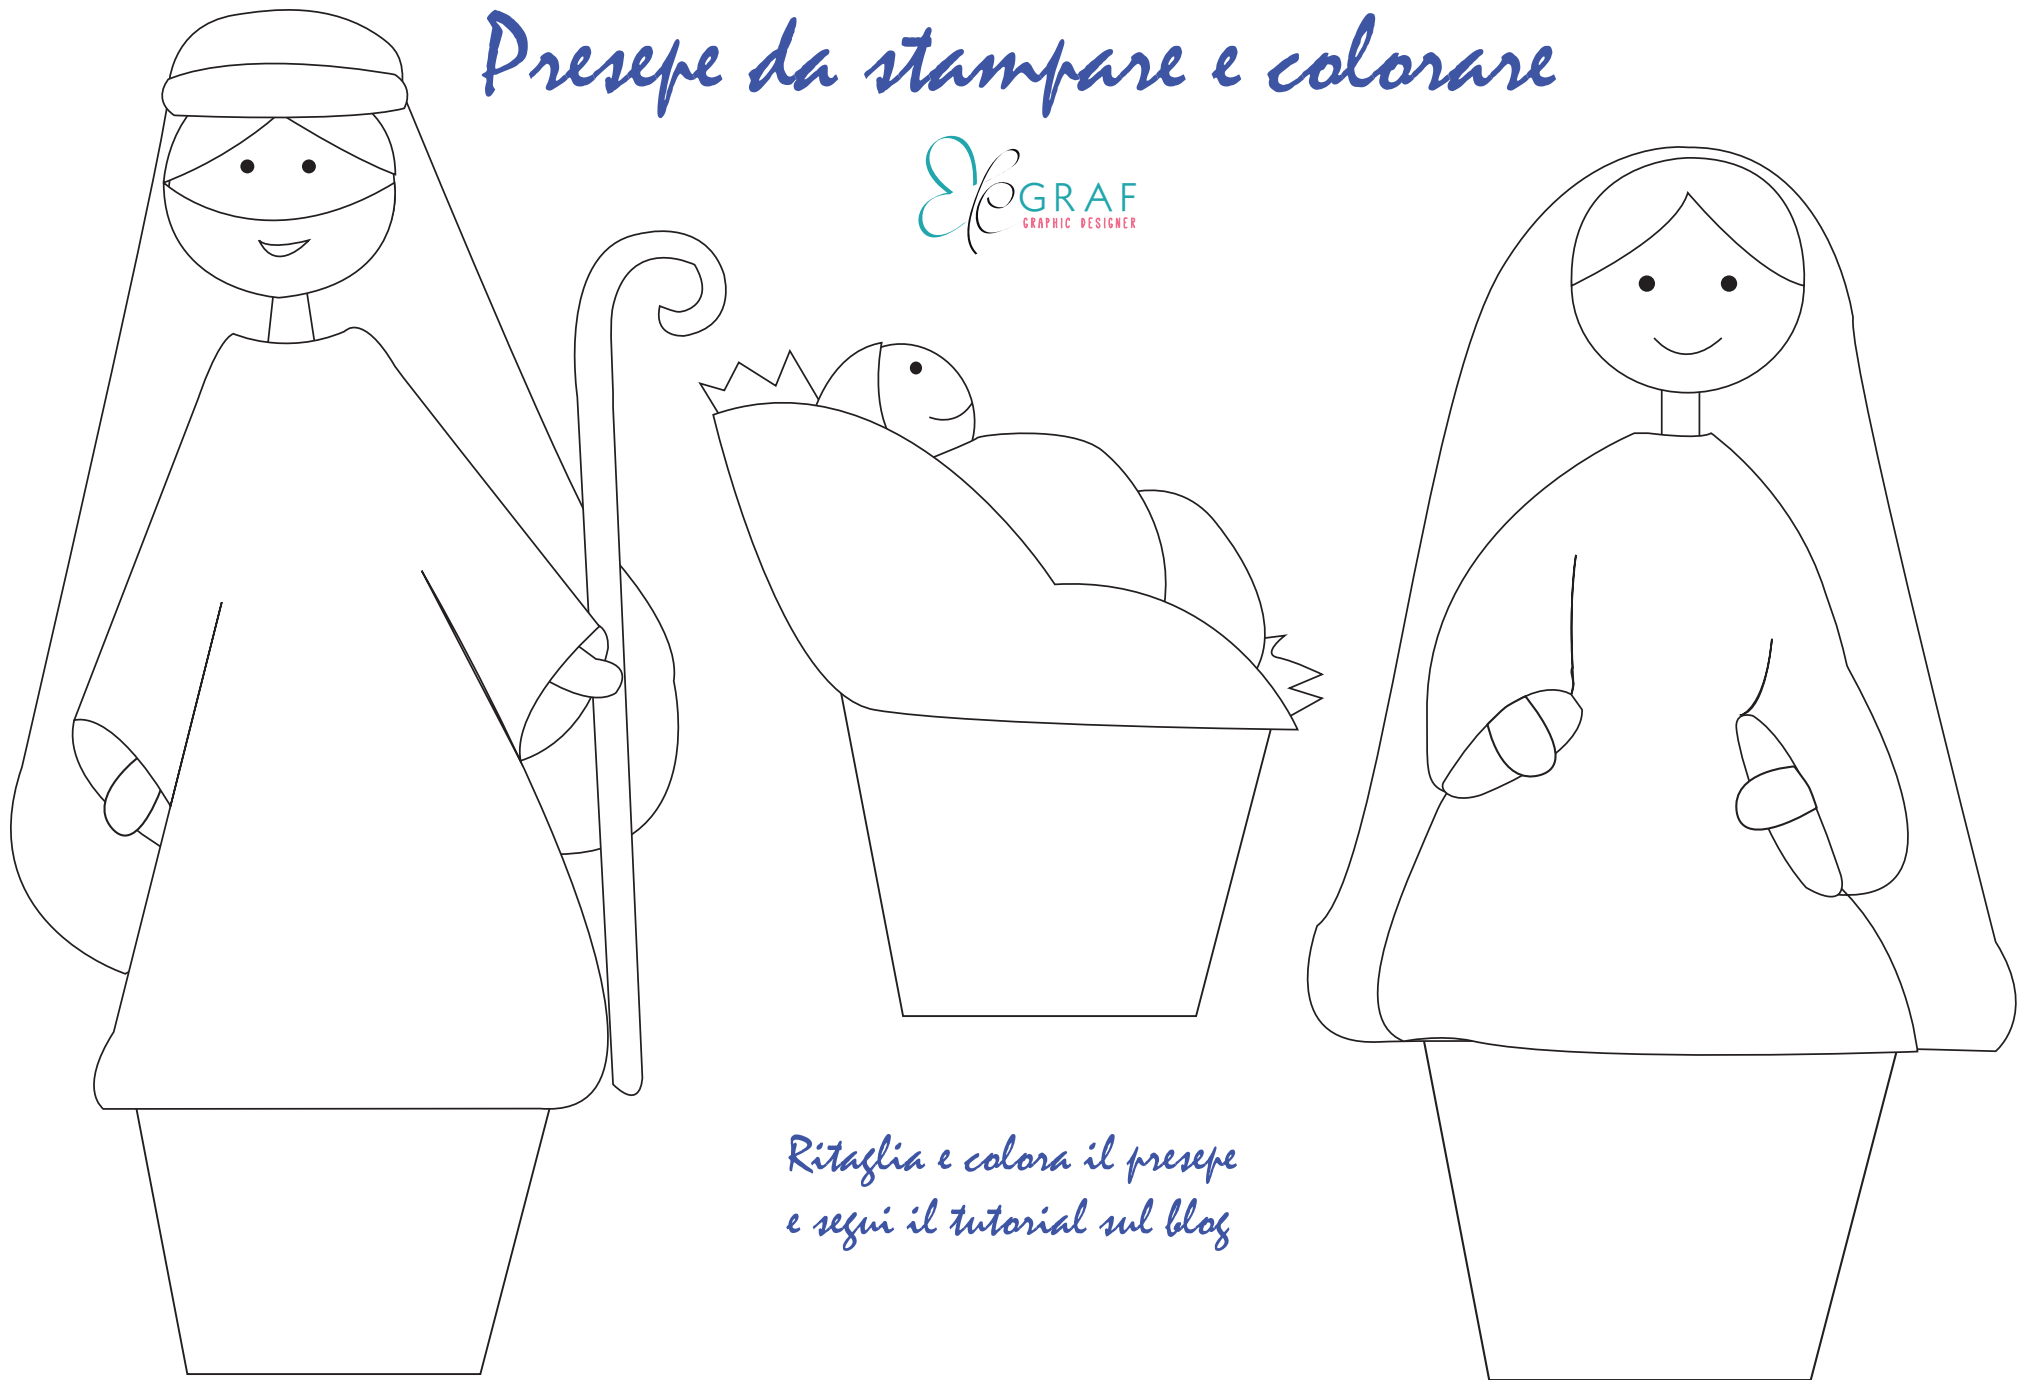 Presepe da stampare e colorare
GRAF
GRAPHIC DESIGNER
Ritaglia e colora il presepe
e segui il tutorial sul blog